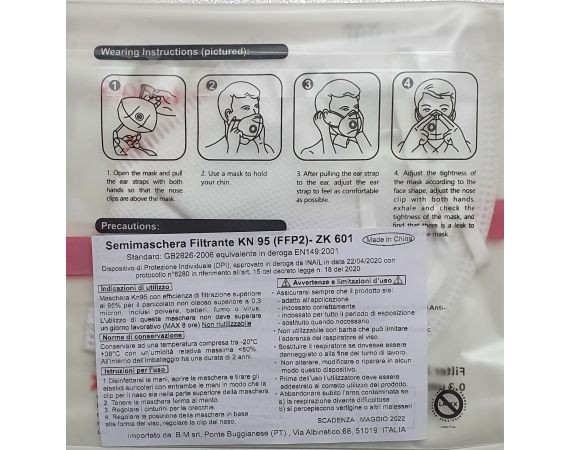 Wearing Instructions (pictured):
1
2
3
4
1. Open the mask and pull
the ear straps with both
hands so that the nose
clips are above the mask.
2. Use a mask to hold
your chin.
3. After pulling the ear strap
to the ear, adjust the ear
strap to feel as comfortable
as possible.
4. Adjust the tightness of
the mask according to the
face shape, adjust the nose
clip with both hands,
exhale and check the
tightness of the mask, and
find that there is a leak to
Precautions:
Semimaschera Filtrante KN 95 (FFP2)- ZK 601
Made in China
Standard: GB2626-2006 equivalente in deroga EN149:2001
Dispositivo di Protezione Individuale (DPI), approvato in deroga da INAIL in data 22/04/2020 con
protocollo n°6280 in riferimento all'art. 15 del decreto legge n. 18 del 2020
Indicazioni di utilizzo
Maschera Kn95 con efficienza di filtrazione superiore
al 95% per il particolato non oleoso superiore a 0,3
micron, inclusi polvere, batteri, fumo o virus.
L'utilizzo di questa maschera non deve superare
un giorno lavorativo (MAX 8 ore) Non riutilizzabile
Norme di conservazione
Conservare ad una temperatura compresa tra -20°C
+38°C con un'umidità relativa massima <80%.
All'interno dell'imballaggio ha una durata di 2 anni.
Istruzioni per l'uso
1. Disinfettarsi le mani, aprire la maschera e tirare gli
elastici auricolari con entrambe le mani in modo che la
clip per il naso sia nella parte superiore della maschera.
2. Tenere la maschera ferma al mento.
3. Regolare i cinturini per le orecchie.
4. Regolare la posizione della maschera in base
alla forma del viso, regolare la clip del naso.
Avvertenze e limitazioni d'uso
- Assicurarsi sempre che il prodotto sia:
- adatto all'applicazione
- indossato correttamente
- indossato per tutto il periodo di esposizione
- sostituito quando necessario
- Non utilizzabile con barba che può limitare
l'aderenza del respiratore al viso.
- Sostituire il respiratore se dovesse essere
danneggiato o alla fine del turno di lavoro.
- Non alterare, modificare o riparare in alcun
modo questo dispositivo.
- Prima dell'uso l'utilizzatore deve essere
addestrato al corretto utilizzo del prodotto.
- Abbandonare subito l'area contaminata se
a) la respirazione diventa difficoltosa
b) si percepiscono vertigini o altri malesseri
SCADENZA: MAGGIO 2022
Importato da: B.M srl, Ponte Buggianese (PT) , Via Albinatico,68, 51019 ITALIA
Filter
0.3
LATEX
Latex Free